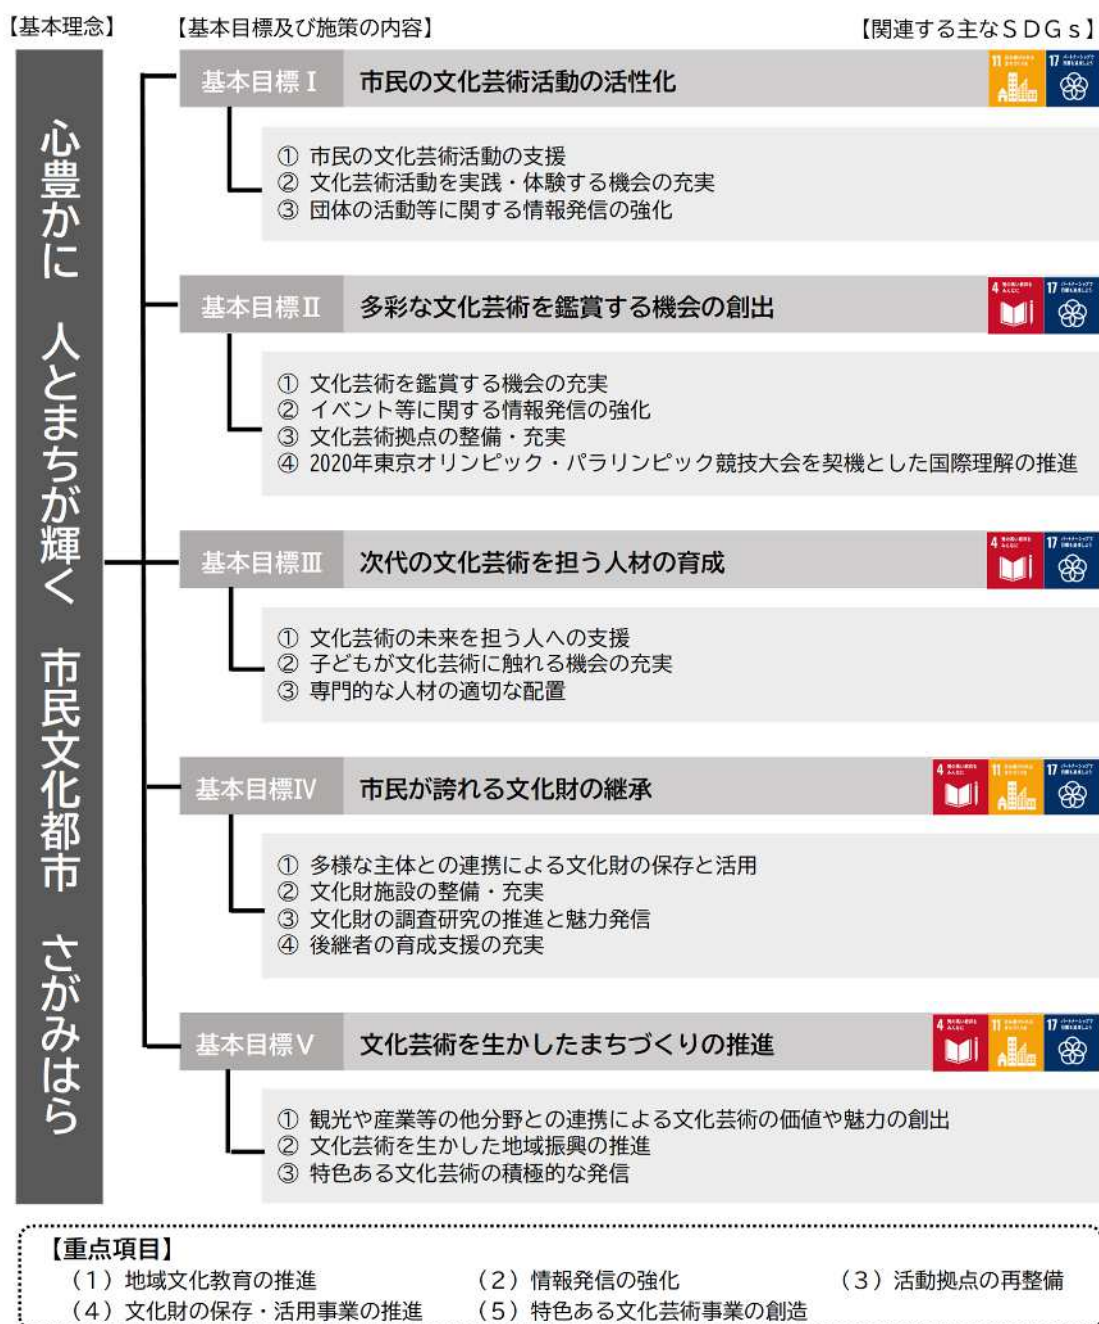 【基本理念】
【基本目標及び施策の内容】
【関連する主なＳＤＧｓ】
心豊かに　人とまちが輝く　市民文化都市　さがみはら
基本目標Ⅰ　市民の文化芸術活動の活性化
11
17
① 市民の文化芸術活動の支援
② 文化芸術活動を実践・体験する機会の充実
③ 団体の活動等に関する情報発信の強化
基本目標Ⅱ　多彩な文化芸術を鑑賞する機会の創出
4
17
① 文化芸術を鑑賞する機会の充実
② イベント等に関する情報発信の強化
③ 文化芸術拠点の整備・充実
④ 2020年東京オリンピック・パラリンピック競技大会を契機とした国際理解の推進
基本目標Ⅲ　次代の文化芸術を担う人材の育成
4
17
① 文化芸術の未来を担う人への支援
② 子どもが文化芸術に触れる機会の充実
③ 専門的な人材の適切な配置
基本目標Ⅳ　市民が誇れる文化財の継承
4
11
17
① 多様な主体との連携による文化財の保存と活用
② 文化財施設の整備・充実
③ 文化財の調査研究の推進と魅力発信
④ 後継者の育成支援の充実
基本目標Ⅴ　文化芸術を生かしたまちづくりの推進
4
11
17
① 観光や産業等の他分野との連携による文化芸術の価値や魅力の創出
② 文化芸術を生かした地域振興の推進
③ 特色ある文化芸術の積極的な発信
【重点項目】
（１）地域文化教育の推進　（２）情報発信の強化　（３）活動拠点の再整備
（４）文化財の保存・活用事業の推進　（５）特色ある文化芸術事業の創造